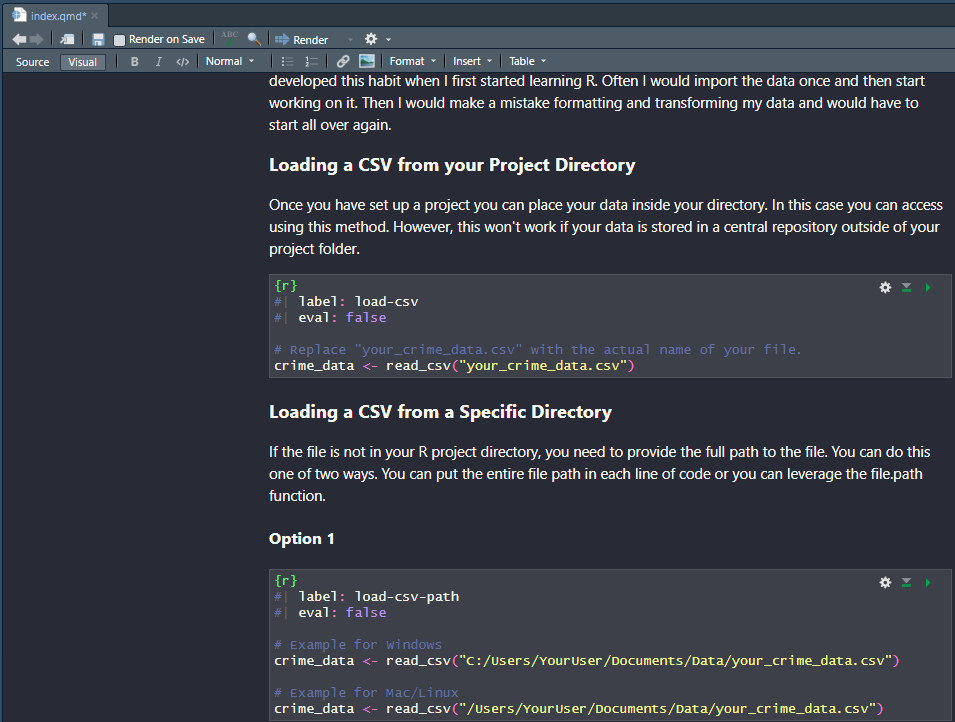 index.qmd*
Render on Save ABC Render
Source Visual B I </> Normal Format Insert Table
developed this habit when I first started learning R. Often I would import the data once and then start
working on it. Then I would make a mistake formatting and transforming my data and would have to
start all over again.
Loading a CSV from your Project Directory
Once you have set up a project you can place your data inside your directory. In this case you can access
using this method. However, this won't work if your data is stored in a central repository outside of your
project folder.
{r}
#| label: load-csv
#| eval: false
# Replace "your_crime_data.csv" with the actual name of your file.
crime_data <- read_csv("your_crime_data.csv")
Loading a CSV from a Specific Directory
If the file is not in your R project directory, you need to provide the full path to the file. You can do this
one of two ways. You can put the entire file path in each line of code or you can leverage the file.path
function.
Option 1
{r}
#| label: load-csv-path
#| eval: false
# Example for Windows
crime_data <- read_csv("C:/Users/YourUser/Documents/Data/your_crime_data.csv")
# Example for Mac/Linux
crime_data <- read_csv("/Users/YourUser/Documents/Data/your_crime_data.csv")